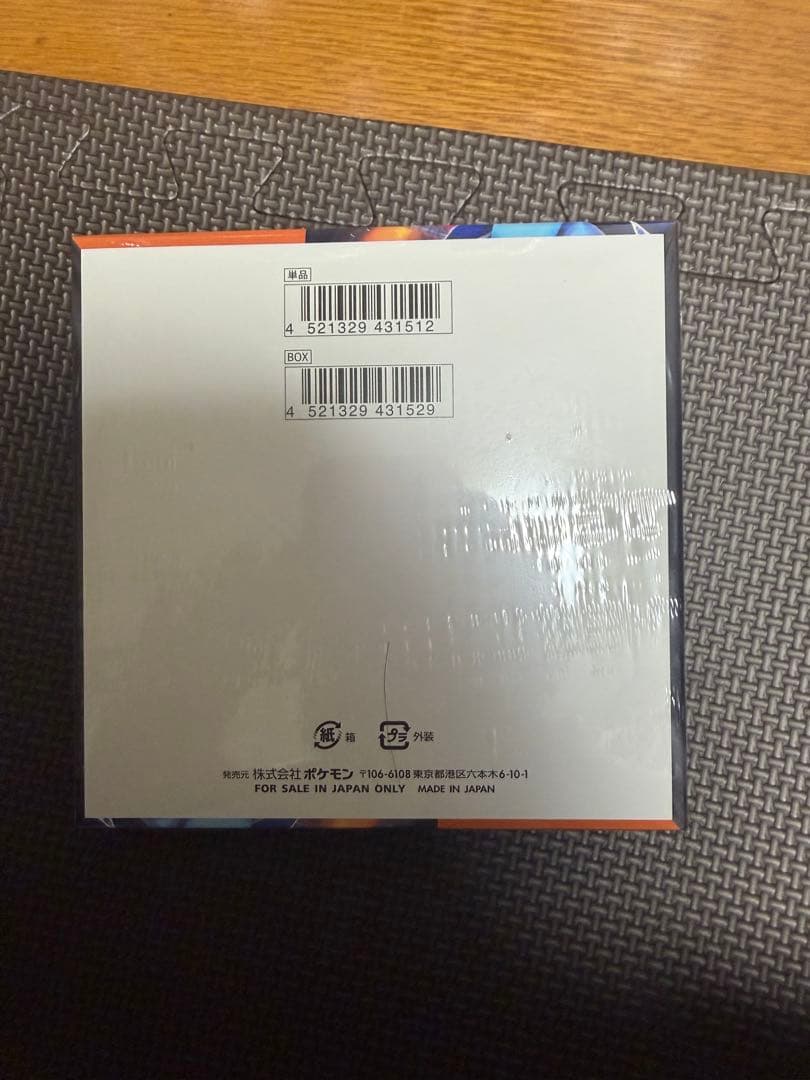 単品
4 521329 431512
BOX
4 521329 431529
紙 箱 プラ 外装
発売元 株式会社ポケモン 〒106-6108 東京都港区六本木6-10-1
FOR SALE IN JAPAN ONLY MADE IN JAPAN